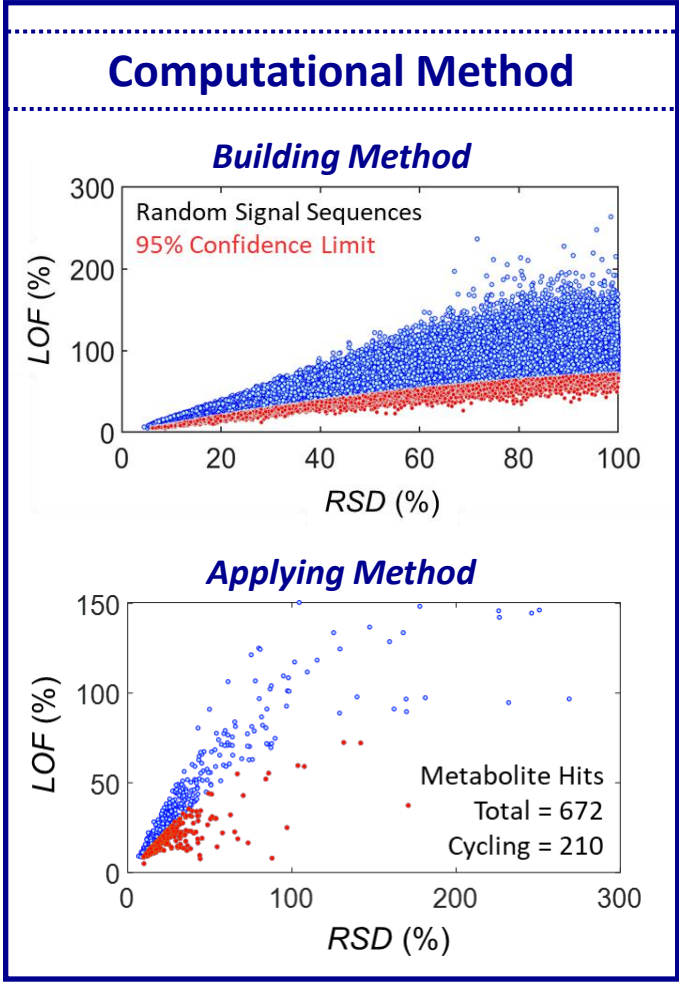 Computational Method
Building Method
300
200
100
0
LOF (%)
Random Signal Sequences
95% Confidence Limit
0 20 40 60 80 100
RSD (%)
Applying Method
150
100
50
0
LOF (%)
Metabolite Hits
Total = 672
Cycling = 210
0 100 200 300
RSD (%)